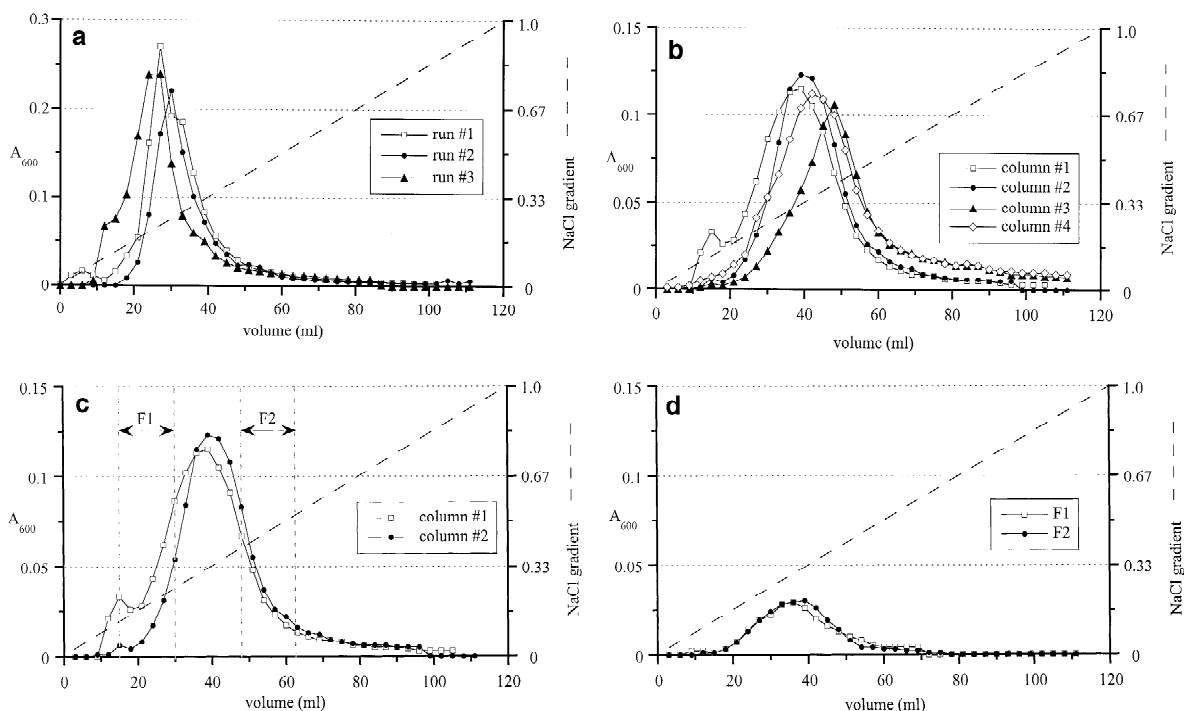 a
0.3
0.2
0.1
0
A600
1.0
0.67
0.33
0
NaCl gradient
run #1
run #2
run #3
0 20 40 60 80 100 120
volume (ml)
b
0.15
0.1
0.05
0
A600
1.0
0.67
0.33
0
NaCl gradient
column #1
column #2
column #3
column #4
0 20 40 60 80 100 120
volume (ml)
c
0.15
0.1
0.05
0
A600
F1
F2
1.0
0.67
0.33
0
NaCl gradient
column #1
column #2
0 20 40 60 80 100 120
volume (ml)
d
0.15
0.1
0.05
0
A600
1.0
0.67
0.33
0
NaCl gradient
F1
F2
0 20 40 60 80 100 120
volume (ml)